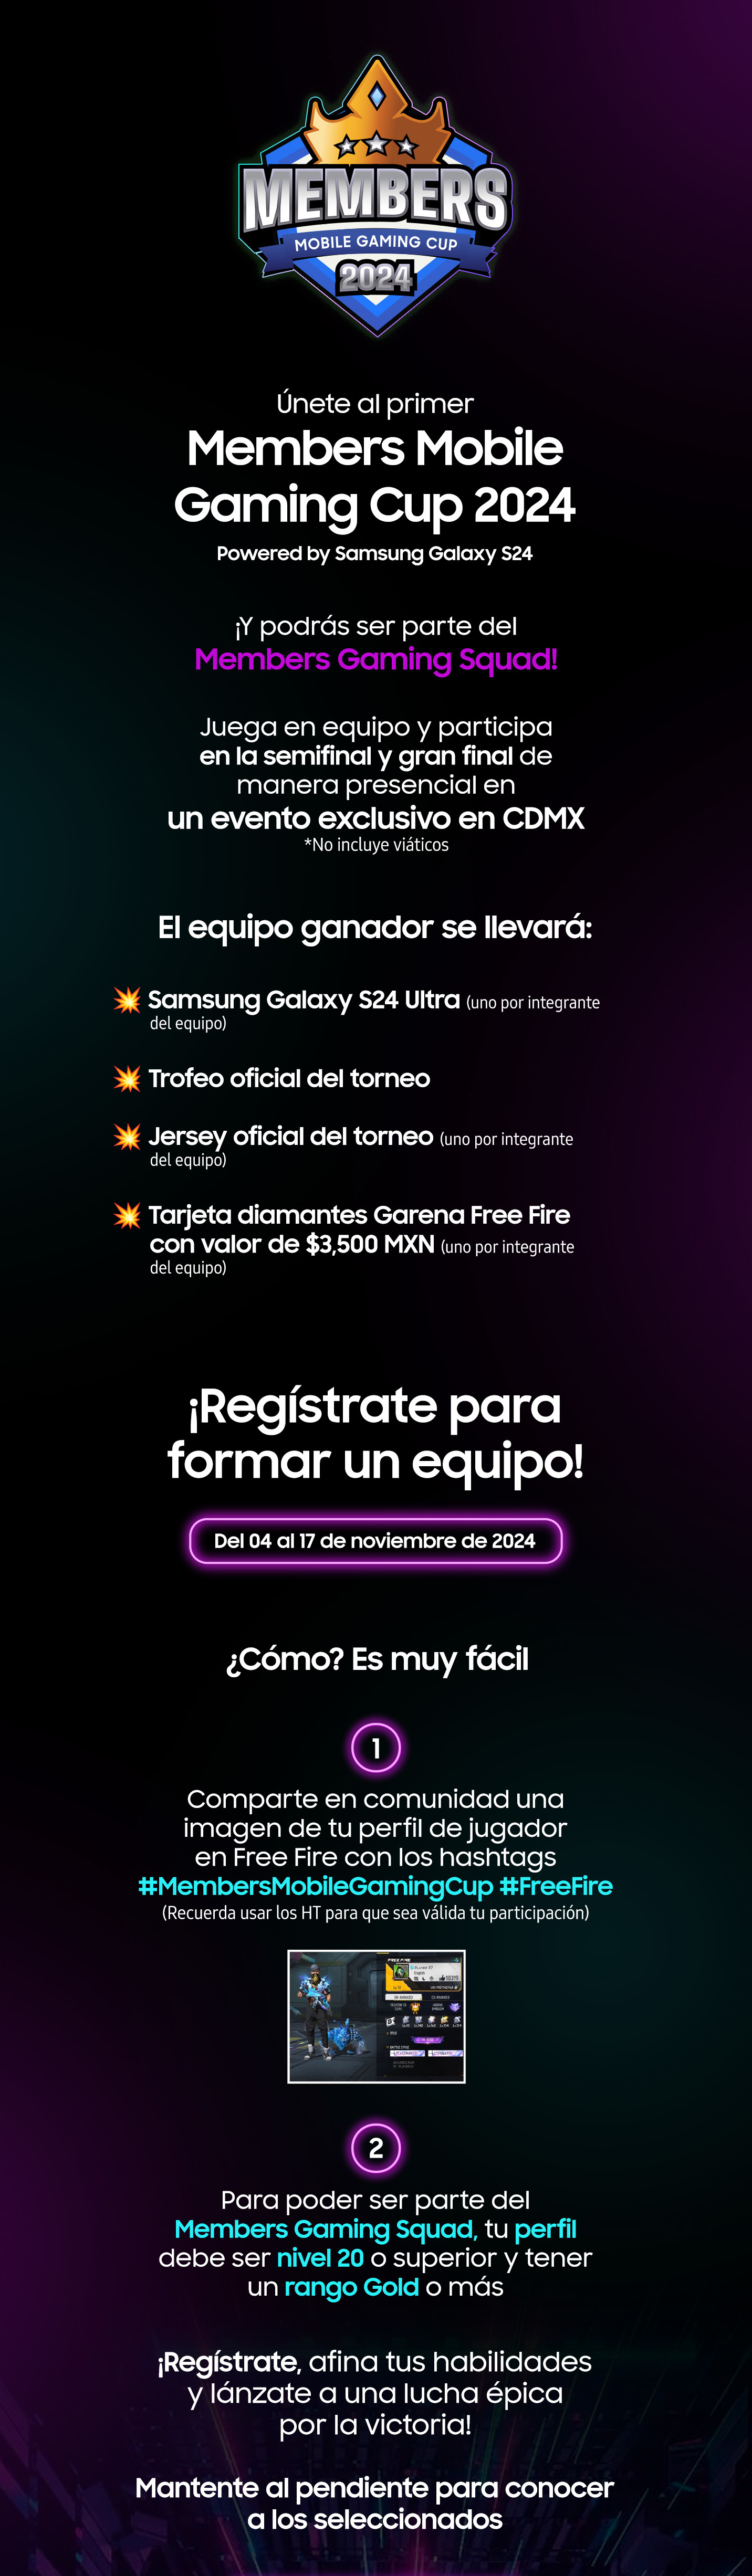 MEMBERS
MOBILE GAMING CUP
2024
Únete al primer
Members Mobile
Gaming Cup 2024
Powered by Samsung Galaxy S24
¡Y podrás ser parte del
Members Gaming Squad!
Juega en equipo y participa
en la semifinal y gran final de
manera presencial en
un evento exclusivo en CDMX
*No incluye viáticos
El equipo ganador se llevará:
💥 Samsung Galaxy S24 Ultra (uno por integrante
del equipo)
💥 Trofeo oficial del torneo
💥 Jersey oficial del torneo (uno por integrante
del equipo)
💥 Tarjeta diamantes Garena Free Fire
con valor de $3,500 MXN (uno por integrante
del equipo)
¡Regístrate para
formar un equipo!
Del 04 al 17 de noviembre de 2024
¿Cómo? Es muy fácil
1
Comparte en comunidad una
imagen de tu perfil de jugador
en Free Fire con los hashtags
#MembersMobileGamingCup #FreeFire
(Recuerda usar los HT para que sea válida tu participación)
FREE FIRE
2
Para poder ser parte del
Members Gaming Squad, tu perfil
debe ser nivel 20 o superior y tener
un rango Gold o más
¡Regístrate, afina tus habilidades
y lánzate a una lucha épica
por la victoria!
Mantente al pendiente para conocer
a los seleccionados